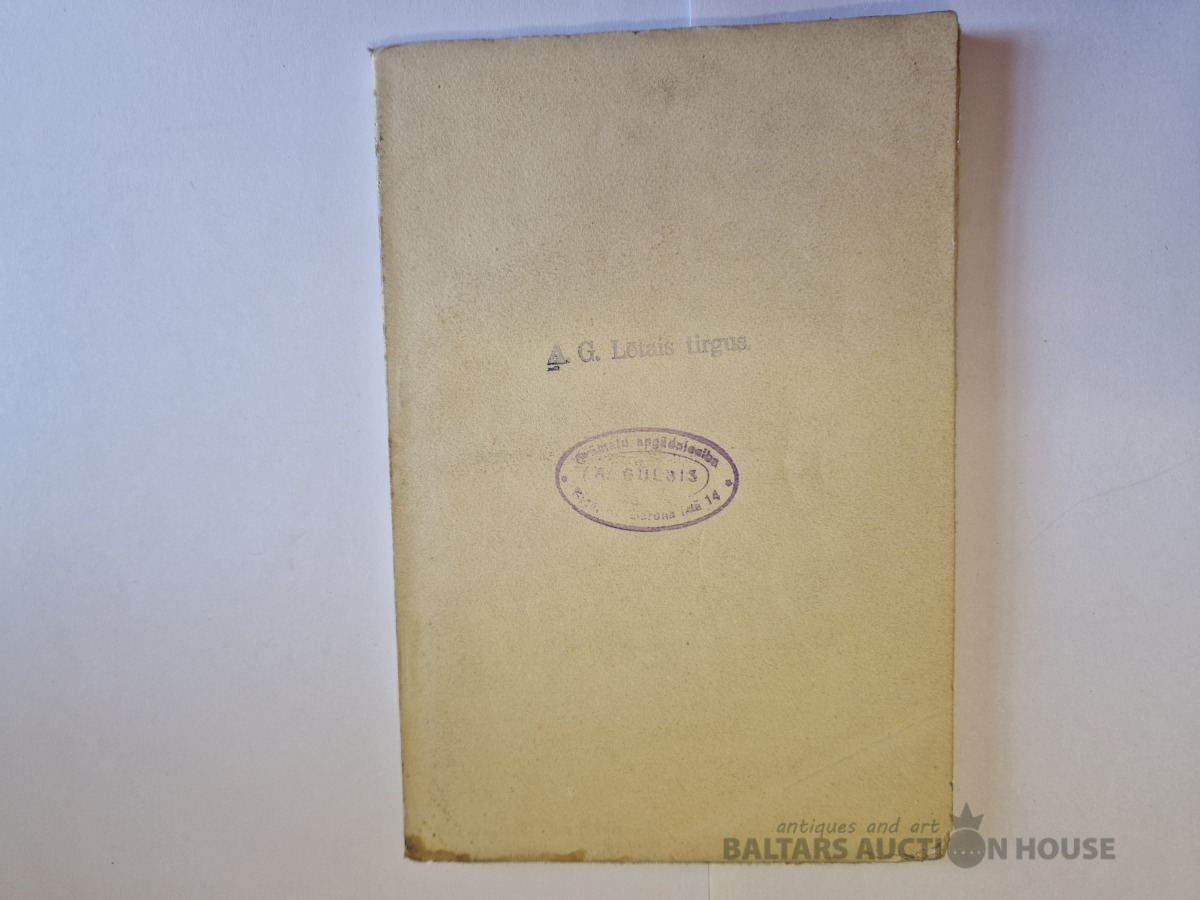 A. G. Lētais tirgus.
Grāmatu apgādniecība
A. GULBIS
Barona ielā 14
antiques and art
BALTARS AUCTION HOUSE